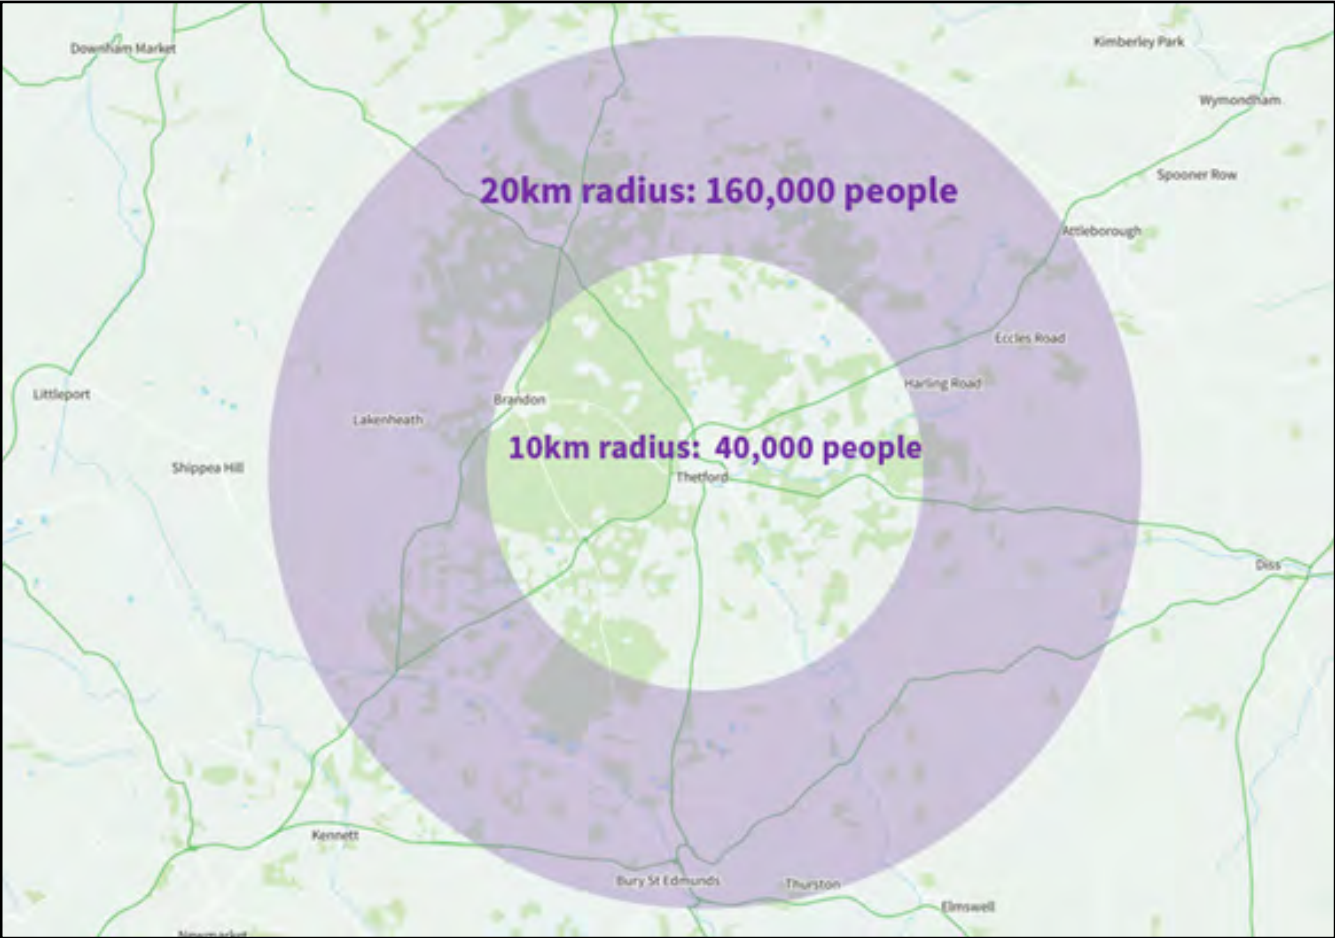 Downham Market
Kimberley Park
Wymondham
Spooner Row
20km radius: 160,000 people
Attleborough
Eccles Road
Harling Road
Littleport
Brandon
Lakenheath
10km radius: 40,000 people
Shippea Hill
Thetford
Diss
Kennett
Bury St Edmunds
Thurston
Elmswell
Newmarket